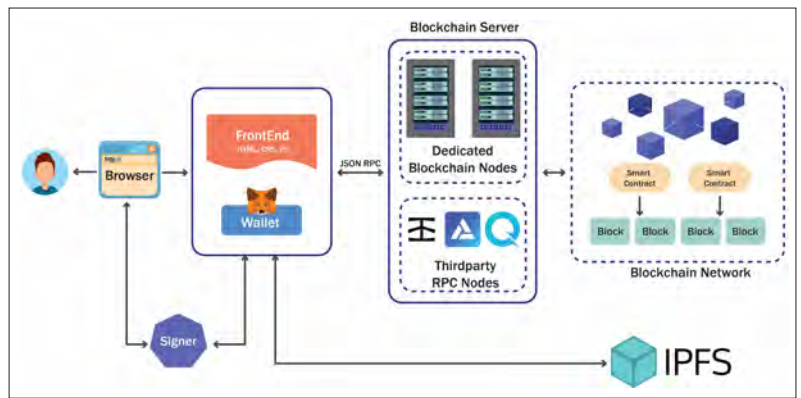 Blockchain Server
FrontEnd
Dedicated
Blockchain Nodes
JSON RPC
Browser
Wallet
Smart
Contract
Smart
Contract
Block
Block
Block
Block
Blockchain Network
Thirdparty
RPC Nodes
Signer
IPFS